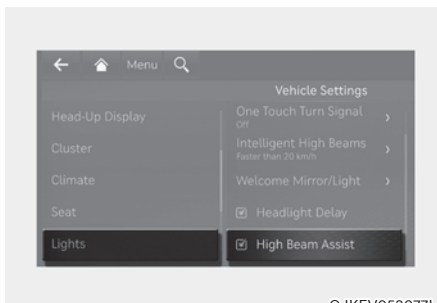 Menu
Vehicle Settings
Head-Up Display
Cluster
Climate
Seat
Lights
One Touch Turn Signal
Off
Intelligent High Beams
Faster than 20 km/h
Welcome Mirror/Light
Headlight Delay
High Beam Assist